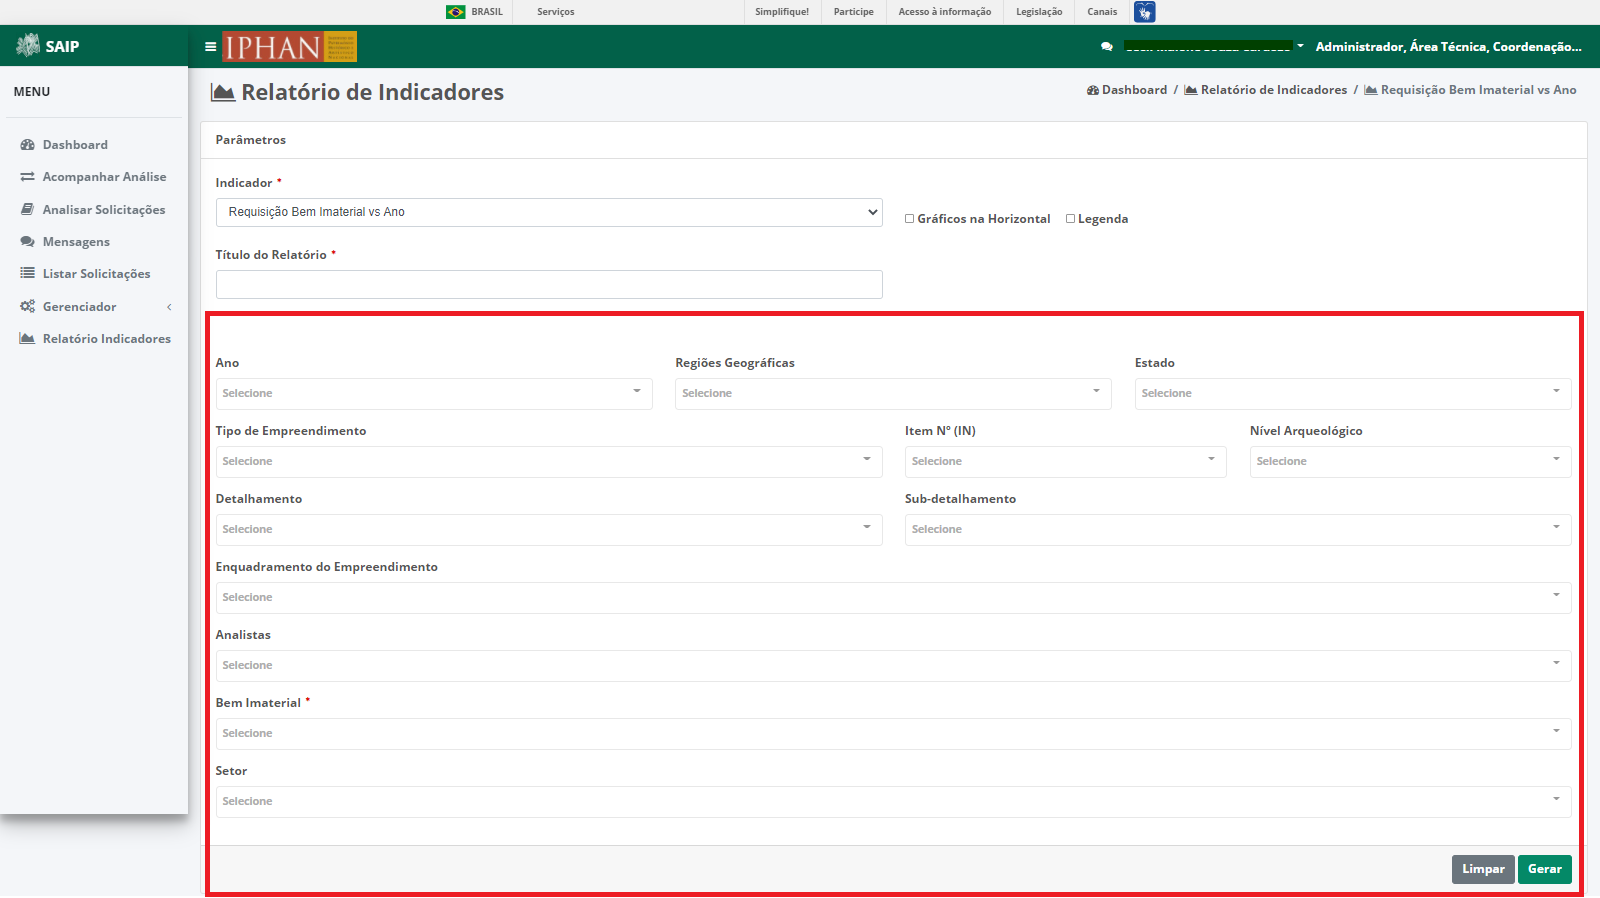 BRASIL Serviços Simplifique! Participe Acesso à informação Legislação Canais
SAIP
IPHAN
Administrador, Área Técnica, Coordenação...
MENU
Dashboard
Acompanhar Análise
Analisar Solicitações
Mensagens
Listar Solicitações
Gerenciador
Relatório Indicadores
Relatório de Indicadores
Dashboard / Relatório de Indicadores / Requisição Bem Imaterial vs Ano
Parâmetros
Indicador *
Requisição Bem Imaterial vs Ano
Gráficos na Horizontal Legenda
Título do Relatório *
Ano Regiões Geográficas Estado
Selecione Selecione Selecione
Tipo de Empreendimento Item Nº (IN) Nível Arqueológico
Selecione Selecione Selecione
Detalhamento Sub-detalhamento
Selecione Selecione
Enquadramento do Empreendimento
Selecione
Analistas
Selecione
Bem Imaterial *
Selecione
Setor
Selecione
Limpar Gerar